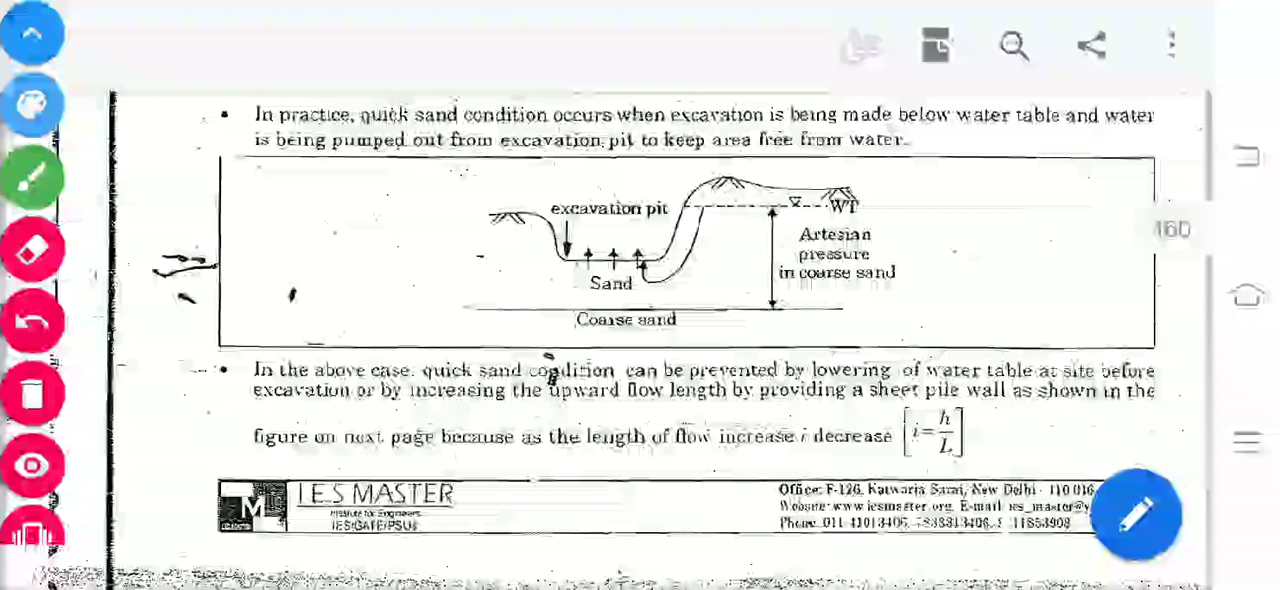 • In practice, quick sand condition occurs when excavation is being made below water table and water
is being pumped out from excavation pit to keep area free from water.
excavation pit
WT
Artesian
pressure
in coarse sand
Sand
Coarse sand
160
• In the above case, quick sand condition can be prevented by lowering of water table at site before
excavation or by increasing the upward flow length by providing a sheet pile wall as shown in the
figure on next page because as the length of flow increase i decrease [i = h/L]
M
IES MASTER
Institute for Engineers
IES/GATE/PSUs
Office: F-126, Katwaria Sarai, New Delhi - 110 016
Website: www.iesmaster.org, E-mail: ies_master@y
Phone: 011-41013406,